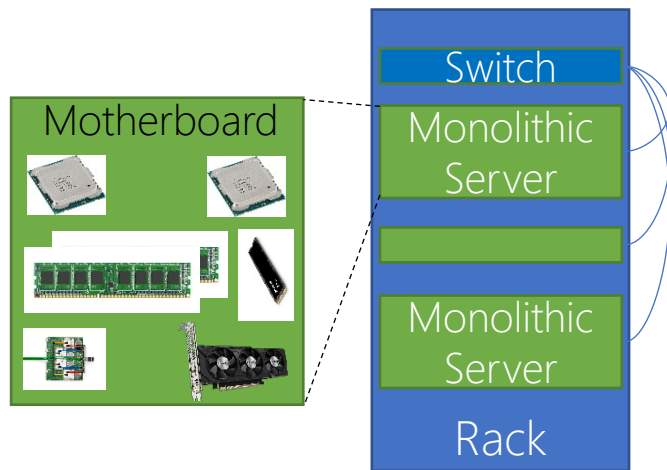 Motherboard
Switch
Monolithic
Server
Monolithic
Server
Rack